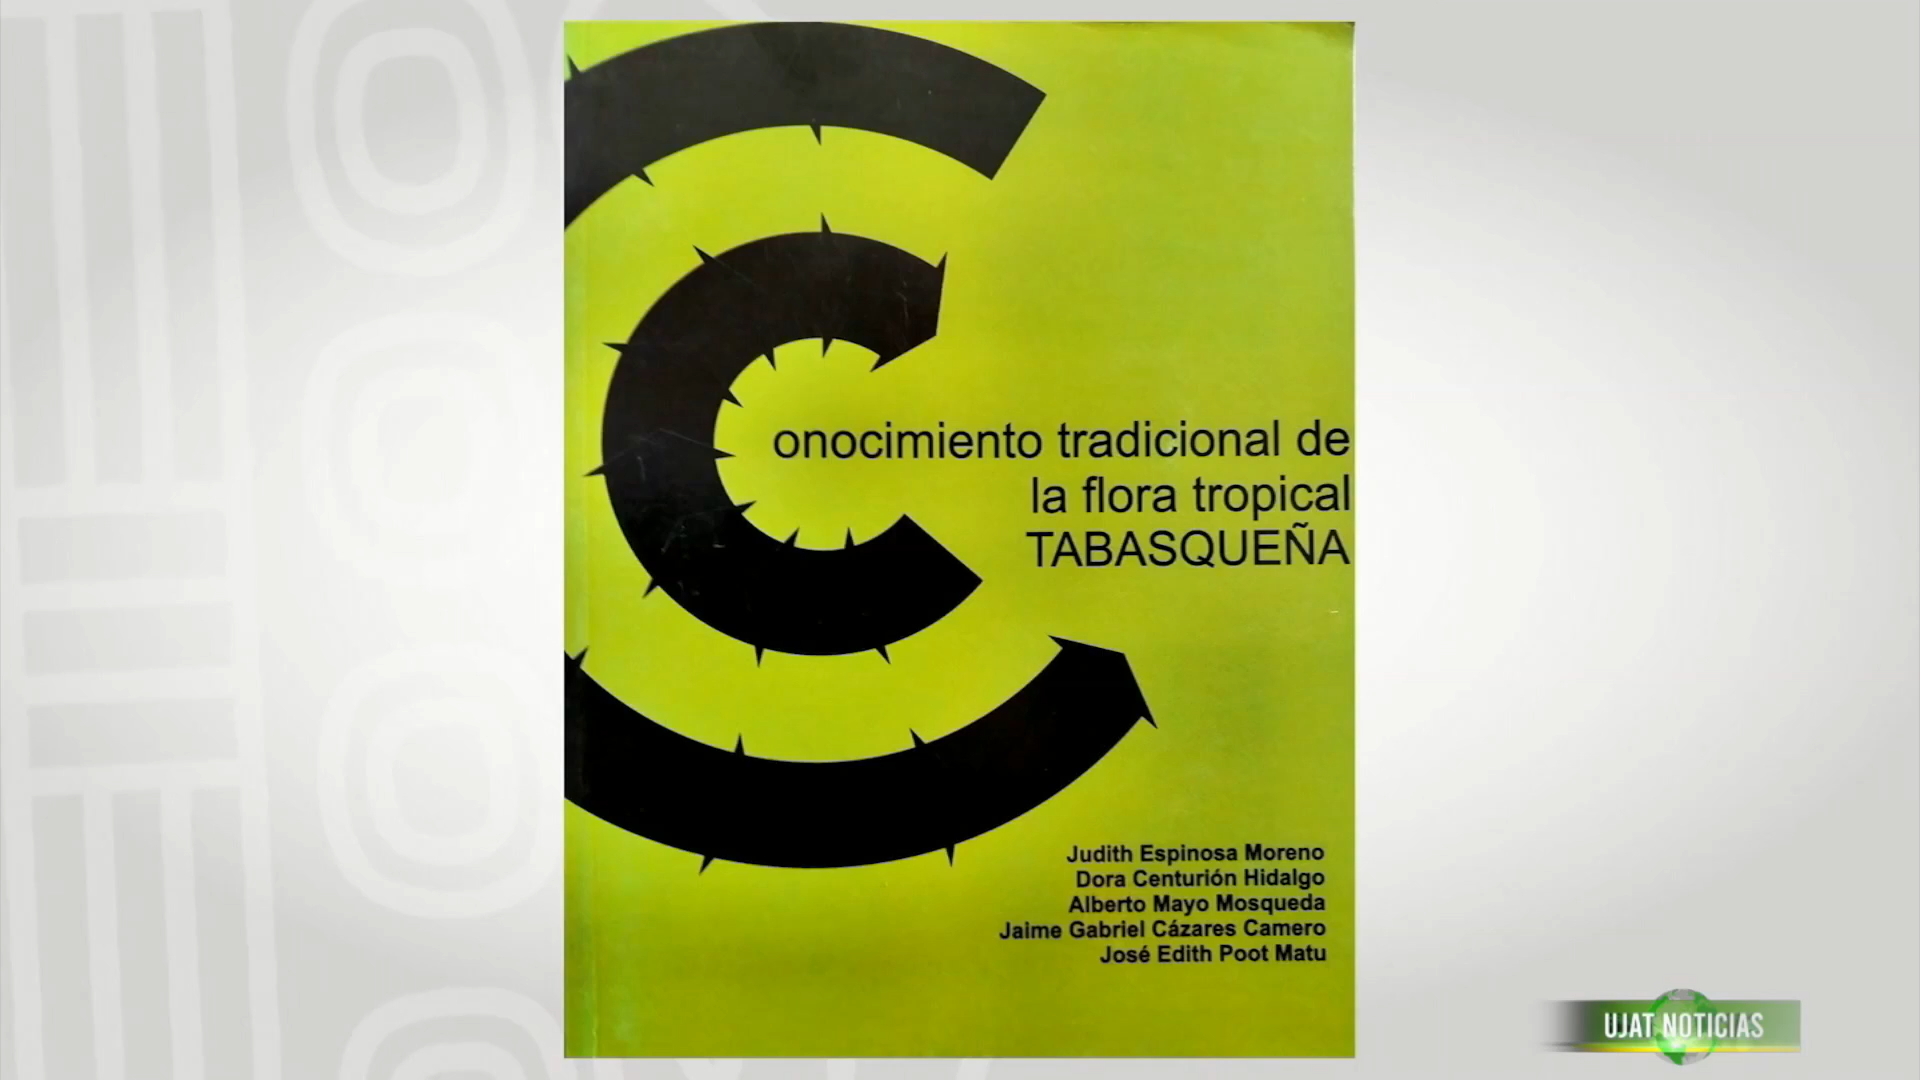 Conocimiento tradicional de
la flora tropical
TABASQUEÑA
Judith Espinosa Moreno
Dora Centurión Hidalgo
Alberto Mayo Mosqueda
Jaime Gabriel Cázares Camero
José Edith Poot Matu
UJAT NOTICIAS